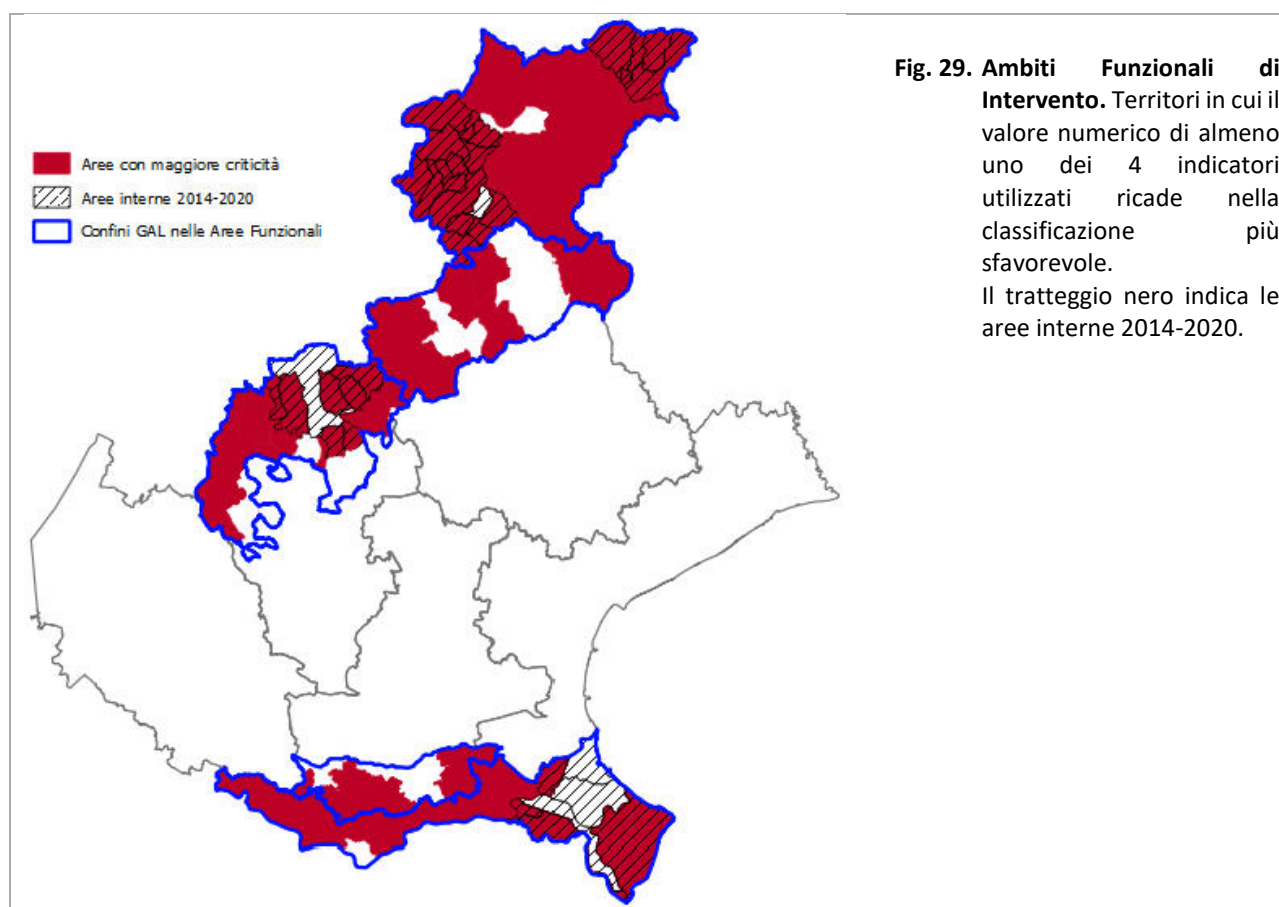 Aree con maggiore criticità
Aree interne 2014-2020
Confini GAL nelle Aree Funzionali
Fig. 29. Ambiti Funzionali di
Intervento. Territori in cui il
valore numerico di almeno
uno dei 4 indicatori
utilizzati ricade nella
classificazione più
sfavorevole.
Il tratteggio nero indica le
aree interne 2014-2020.